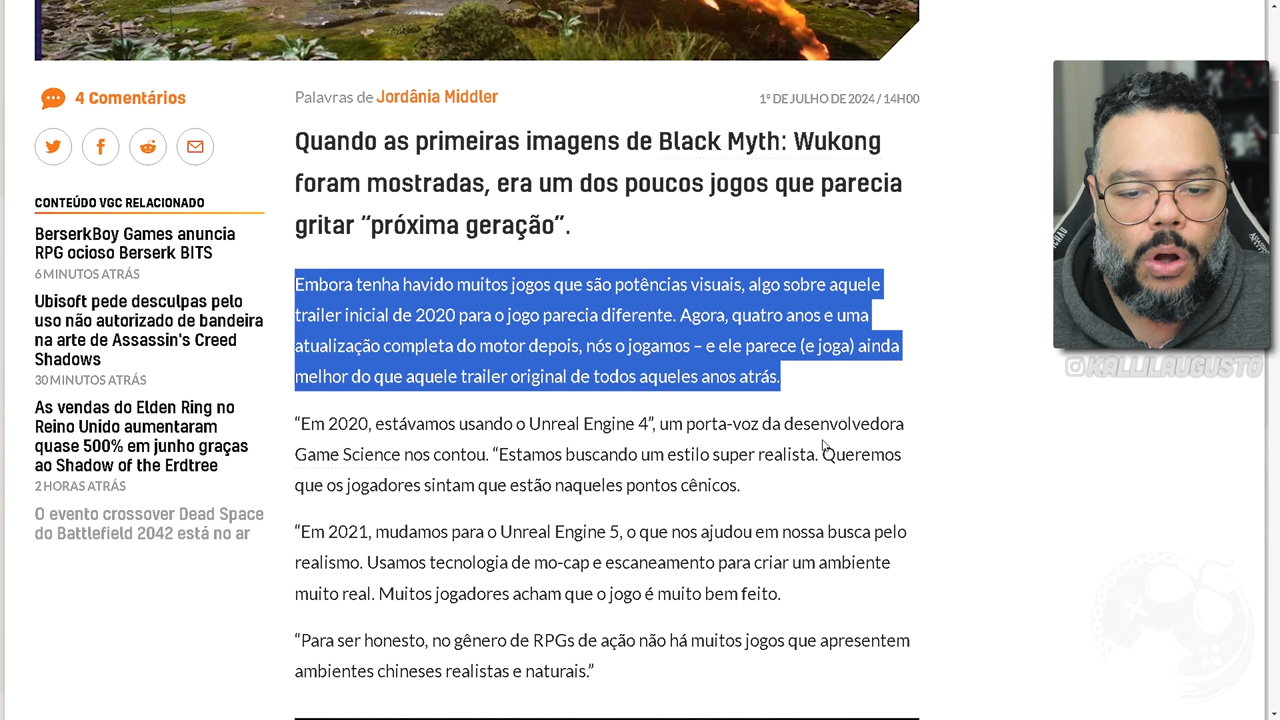 4 Comentários
CONTEÚDO VGC RELACIONADO
BerserkBoy Games anuncia
RPG ocioso Berserk BITS
6 MINUTOS ATRÁS
Ubisoft pede desculpas pelo
uso não autorizado de bandeira
na arte de Assassin's Creed
Shadows
30 MINUTOS ATRÁS
As vendas do Elden Ring no
Reino Unido aumentaram
quase 500% em junho graças
ao Shadow of the Erdtree
2 HORAS ATRÁS
O evento crossover Dead Space
do Battlefield 2042 está no ar
Palavras de Jordânia Middler
1º DE JULHO DE 2024 / 14H00
Quando as primeiras imagens de Black Myth: Wukong
foram mostradas, era um dos poucos jogos que parecia
gritar “próxima geração”.
Embora tenha havido muitos jogos que são potências visuais, algo sobre aquele
trailer inicial de 2020 para o jogo parecia diferente. Agora, quatro anos e uma
atualização completa do motor depois, nós o jogamos – e ele parece (e joga) ainda
melhor do que aquele trailer original de todos aqueles anos atrás.
“Em 2020, estávamos usando o Unreal Engine 4”, um porta-voz da desenvolvedora
Game Science nos contou. “Estamos buscando um estilo super realista. Queremos
que os jogadores sintam que estão naqueles pontos cênicos.
“Em 2021, mudamos para o Unreal Engine 5, o que nos ajudou em nossa busca pelo
realismo. Usamos tecnologia de mo-cap e escaneamento para criar um ambiente
muito real. Muitos jogadores acham que o jogo é muito bem feito.
“Para ser honesto, no gênero de RPGs de ação não há muitos jogos que apresentem
ambientes chineses realistas e naturais.”
@KALLILAUGUSTO